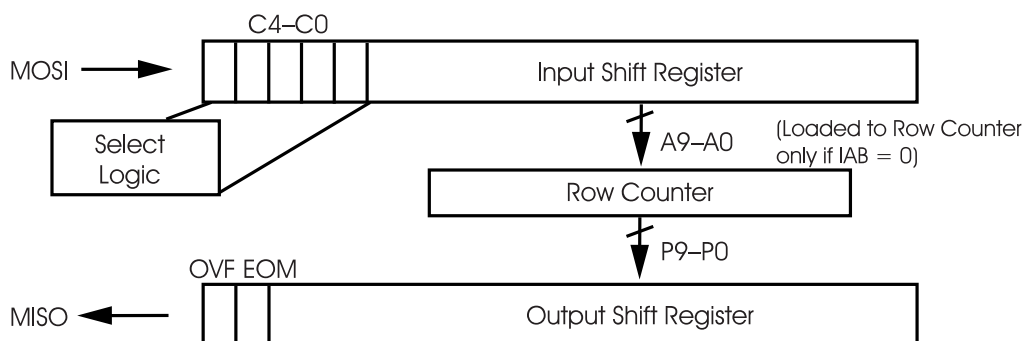 C4–C0
MOSI
Input Shift Register
Select
Logic
A9–A0
(Loaded to Row Counter
only if IAB = 0)
Row Counter
P9–P0
OVF EOM
MISO
Output Shift Register